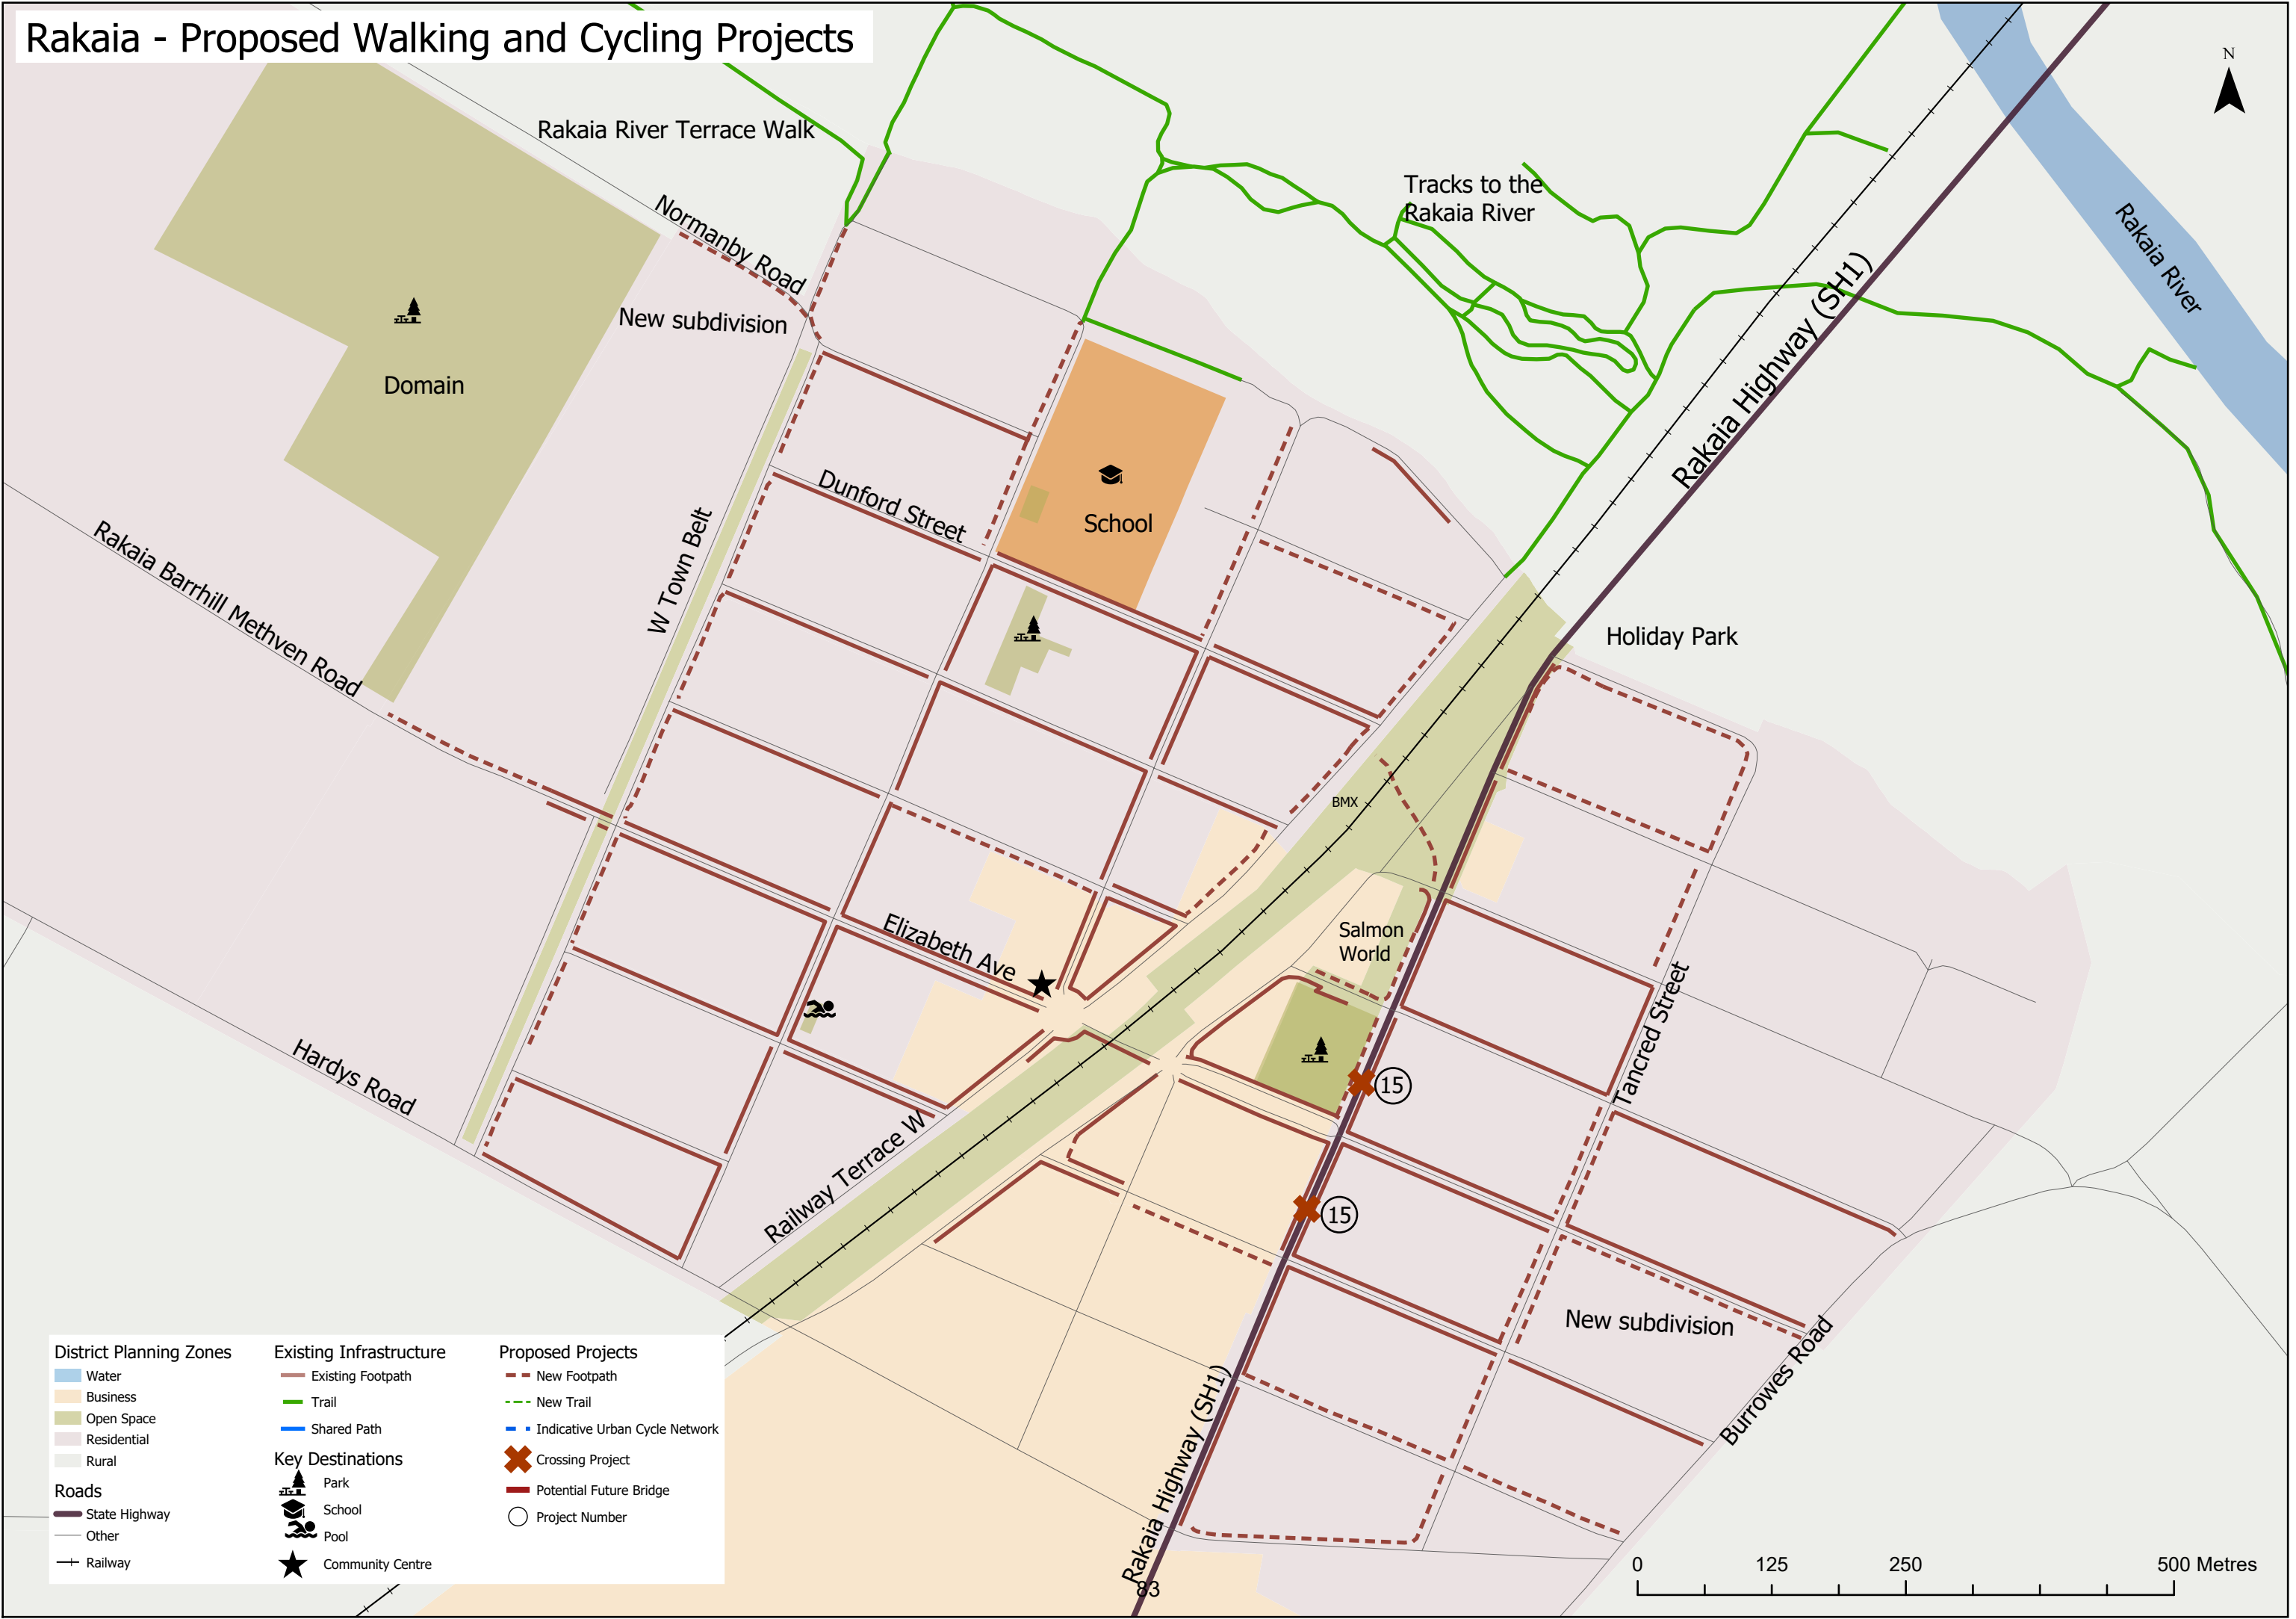 Rakaia - Proposed Walking and Cycling Projects
N
Rakaia River Terrace Walk
Tracks to the
Rakaia River
Normanby Road
Rakaia River
New subdivision
Rakaia Highway (SH1)
Domain
Dunford Street
School
W Town Belt
Rakaia Barrhill Methven Road
Holiday Park
BMX
Elizabeth Ave
Salmon
World
Tancred Street
Hardys Road
15
Railway Terrace W
15
New subdivision
Burrowes Road
Rakaia Highway (SH1)
83
District Planning Zones
Water
Business
Open Space
Residential
Rural
Roads
State Highway
Other
Railway
Existing Infrastructure
Existing Footpath
Trail
Shared Path
Key Destinations
Park
School
Pool
Community Centre
Proposed Projects
New Footpath
New Trail
Indicative Urban Cycle Network
Crossing Project
Potential Future Bridge
Project Number
0 125 250 500 Metres